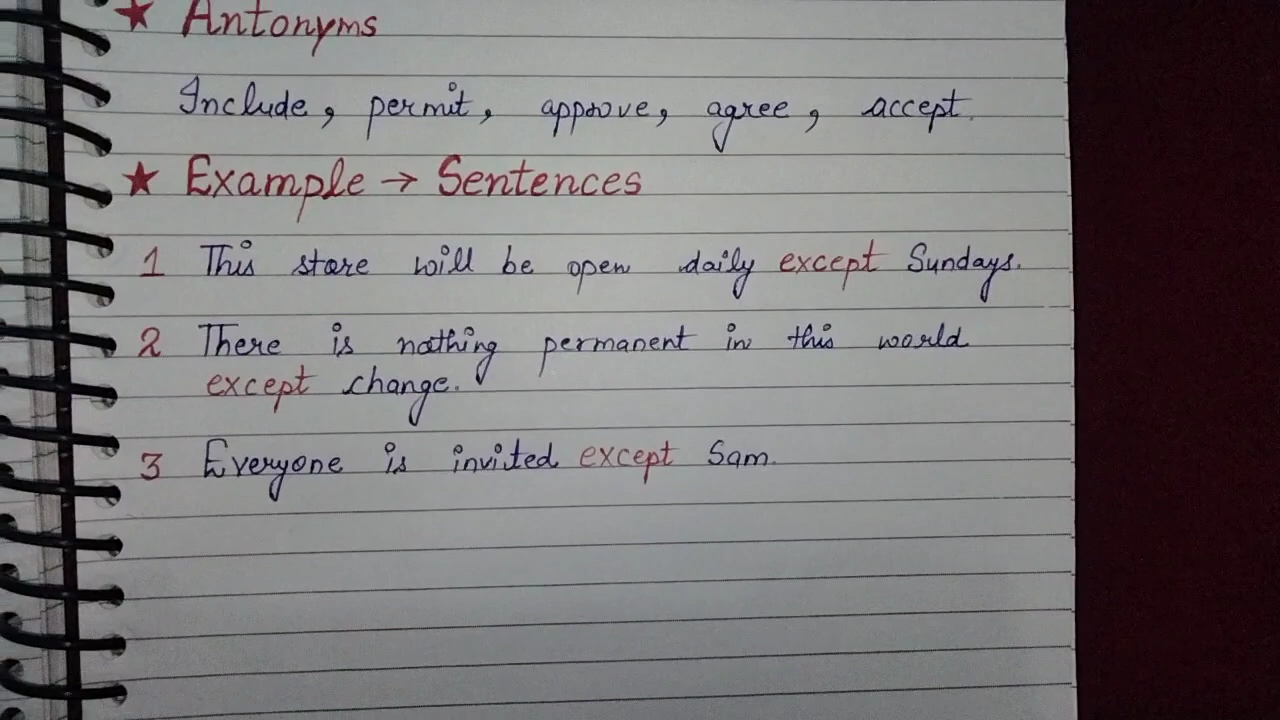 ★ Antonyms
Include, permit, approve, agree, accept.
★ Example → Sentences
1 This store will be open daily except Sundays.
2 There is nothing permanent in this world
except change.
3 Everyone is invited except Sam.